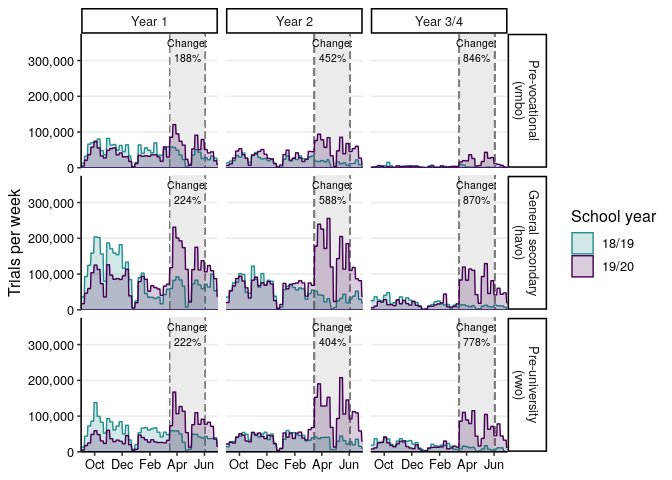 Year 1
Year 2
Year 3/4
Trials per week
300,000
200,000
100,000
0
Change:
188%
Change:
452%
Change:
846%
Pre-vocational
(vmbo)
300,000
200,000
100,000
0
Change:
224%
Change:
588%
Change:
870%
General secondary
(havo)
300,000
200,000
100,000
0
Change:
222%
Change:
404%
Change:
778%
Pre-university
(vwo)
Oct Dec Feb Apr Jun
Oct Dec Feb Apr Jun
Oct Dec Feb Apr Jun
School year
18/19
19/20